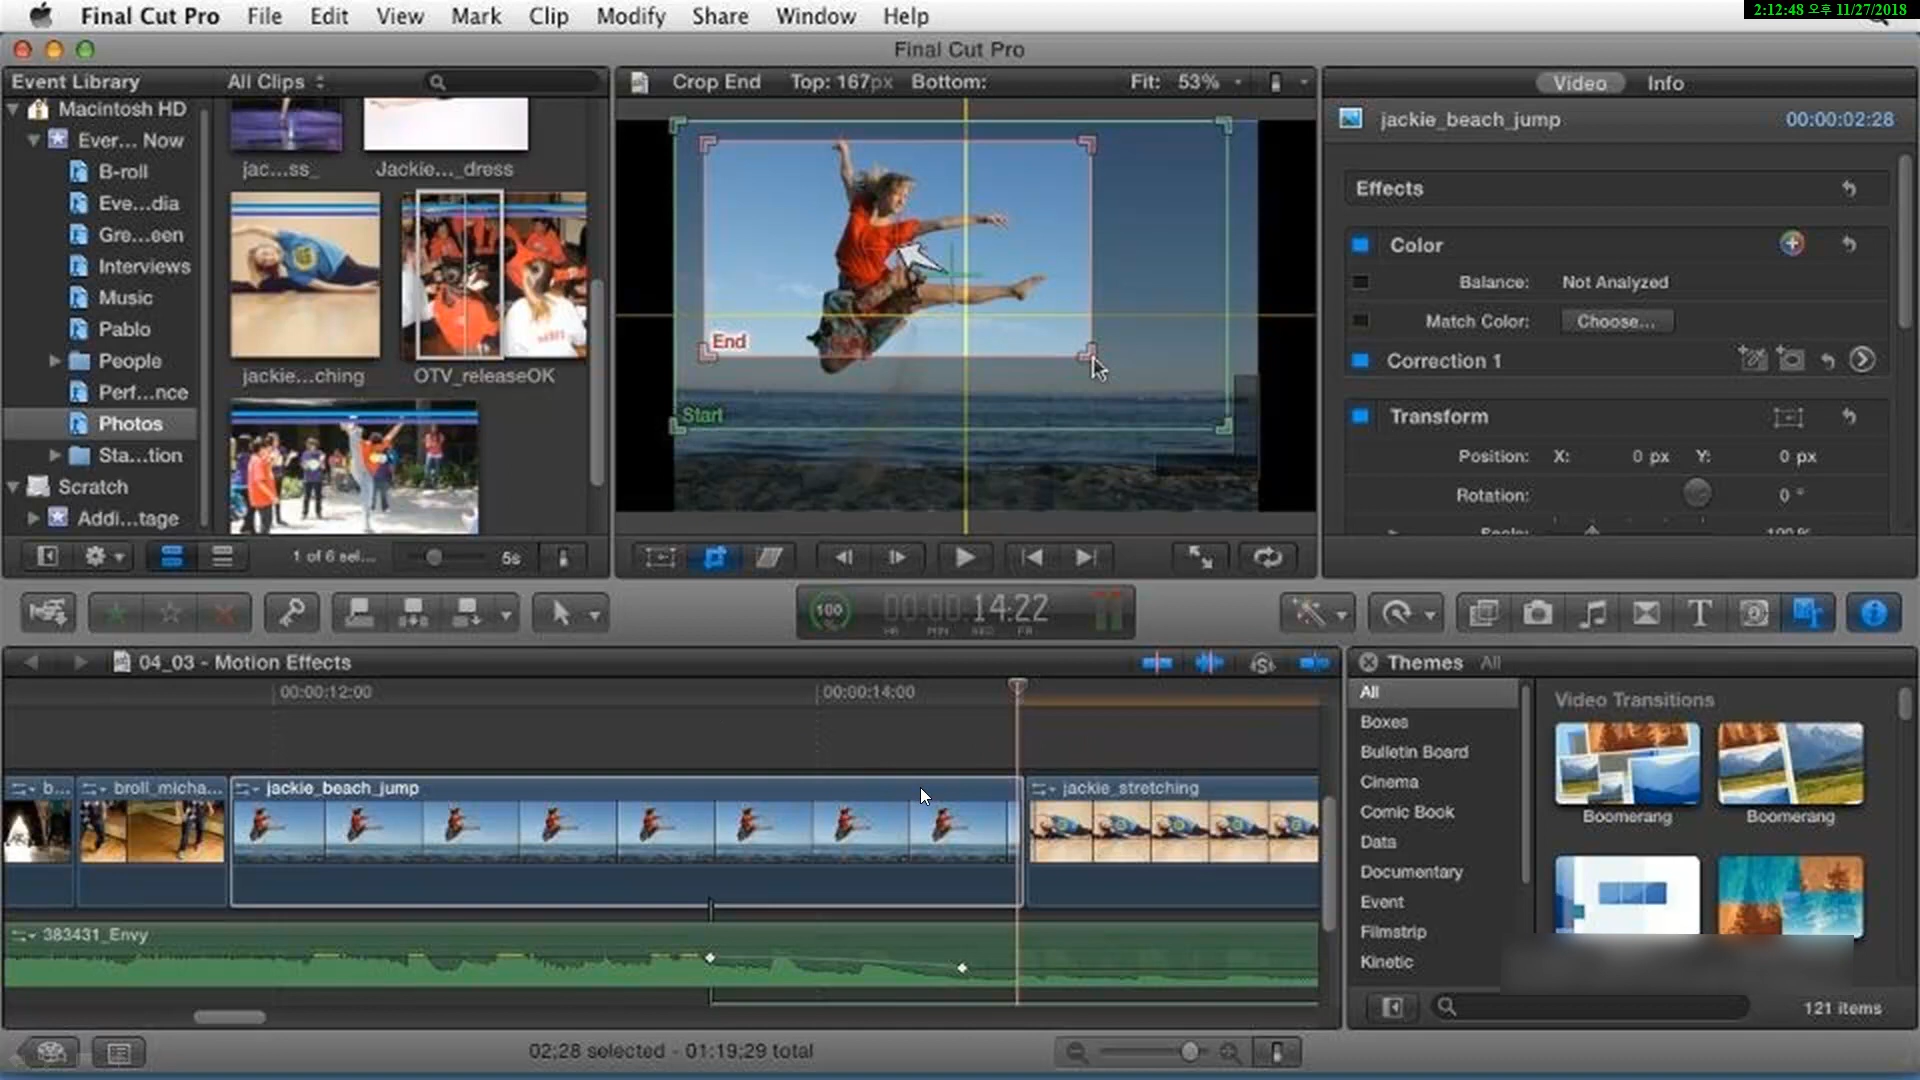 Final Cut Pro File Edit View Mark Clip Modify Share Window Help
2:12:48 오후 11/27/2018
Final Cut Pro
Event Library
All Clips
Macintosh HD
Ever... Now
B-roll
Eve...dia
Gre...een
Interviews
Music
Pablo
People
Perf...nce
Photos
Sta...tion
Scratch
Addi...tage
jac...ss_
Jackie..._dress
jackie...ching
OTV_releaseOK
1 of 6 sel...
5s
Crop End Top: 167px Bottom:
Fit: 53%
End
Start
Video Info
jackie_beach_jump 00:00:02:28
Effects
Color
Balance: Not Analyzed
Match Color: Choose...
Correction 1
Transform
Position: X: 0 px Y: 0 px
Rotation: 0 °
Scale: 100 %
100
00:00:14:22
HR MIN SEC FR
04_03 - Motion Effects
00:00:12:00 00:00:14:00
b... broll_micha... jackie_beach_jump jackie_stretching
383431_Envy
02:28 selected - 01:19:29 total
Themes All
All
Boxes
Bulletin Board
Cinema
Comic Book
Data
Documentary
Event
Filmstrip
Kinetic
Video Transitions
Boomerang Boomerang
121 items